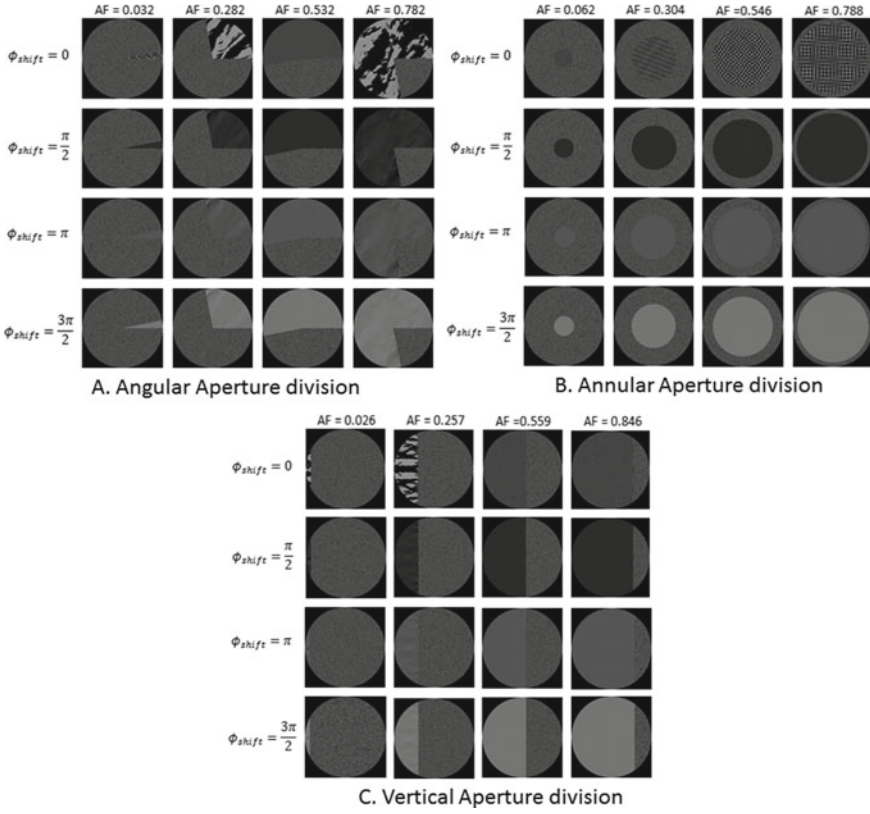 AF = 0.032 AF = 0.282 AF = 0.532 AF = 0.782
ϕshift = 0
ϕshift = π/2
ϕshift = π
ϕshift = 3π/2
A. Angular Aperture division
AF = 0.062 AF = 0.304 AF =0.546 AF = 0.788
ϕshift = 0
ϕshift = π/2
ϕshift = π
ϕshift = 3π/2
B. Annular Aperture division
AF = 0.026 AF = 0.257 AF =0.559 AF = 0.846
ϕshift = 0
ϕshift = π/2
ϕshift = π
ϕshift = 3π/2
C. Vertical Aperture division